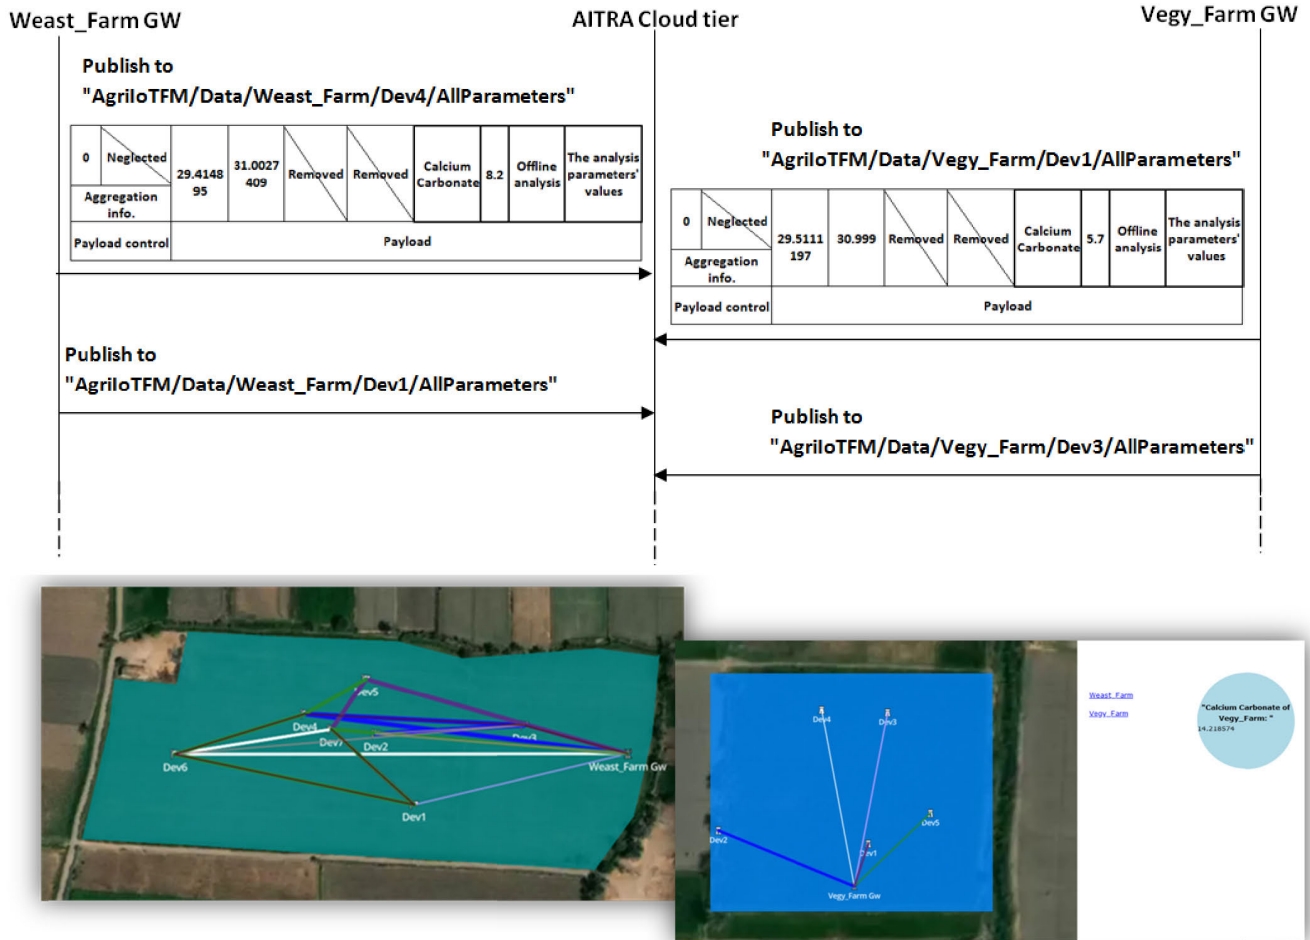 Weast_Farm GW
AITRA Cloud tier
Vegy_Farm GW
Publish to
"AgriIoTFM/Data/Weast_Farm/Dev4/AllParameters"
0
Neglected
Aggregation
info.
29.4148
95
31.0027
409
Removed
Removed
Calcium
Carbonate
8.2
Offline
analysis
The analysis
parameters'
values
Payload control
Payload
Publish to
"AgriIoTFM/Data/Vegy_Farm/Dev1/AllParameters"
0
Neglected
Aggregation
info.
29.5111
197
30.999
Removed
Removed
Calcium
Carbonate
5.7
Offline
analysis
The analysis
parameters'
values
Payload control
Payload
Publish to
"AgriIoTFM/Data/Weast_Farm/Dev1/AllParameters"
Publish to
"AgriIoTFM/Data/Vegy_Farm/Dev3/AllParameters"
Dev5
Dev4
Dev7
Dev2
Dev3
Dev6
Weast_Farm Gw
Dev1
Dev4
Dev3
Dev5
Dev2
Dev1
Vegy_Farm Gw
Weast_Farm
Vegy_Farm
"Calcium Carbonate of
Vegy_Farm: "
14.218574